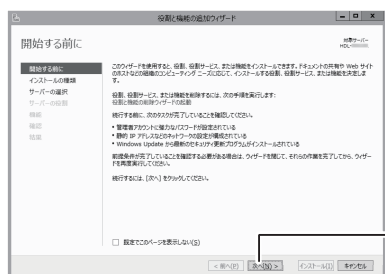 役割と機能の追加ウィザード
開始する前に
対象サーバー
HDL-
開始する前に
インストールの種類
サーバーの選択
サーバーの役割
機能
確認
結果
このウィザードを使用すると、役割、役割サービス、または機能をインストールできます。ドキュメントの共有や Web サイト
のホストなどの組織のコンピューティング ニーズに応じて、インストールする役割、役割サービス、または機能を決定しま
す。
役割、役割サービス、または機能を削除するには、次の手順を実行します:
役割と機能の削除ウィザードの起動
続行する前に、次のタスクが完了していることを確認してください。
• 管理者アカウントに強力なパスワードが設定されている
• 静的 IP アドレスなどのネットワークの設定が構成されている
• Windows Update から最新のセキュリティ更新プログラムがインストールされている
前提条件が完了していることを確認する必要がある場合は、ウィザードを閉じて、それらの作業を完了してから、ウィザー
ドを再度実行してください。
続行するには、[次へ] をクリックしてください。
既定でこのページを表示しない(S)
< 前へ(P)
次へ(N) >
インストール(I)
キャンセル